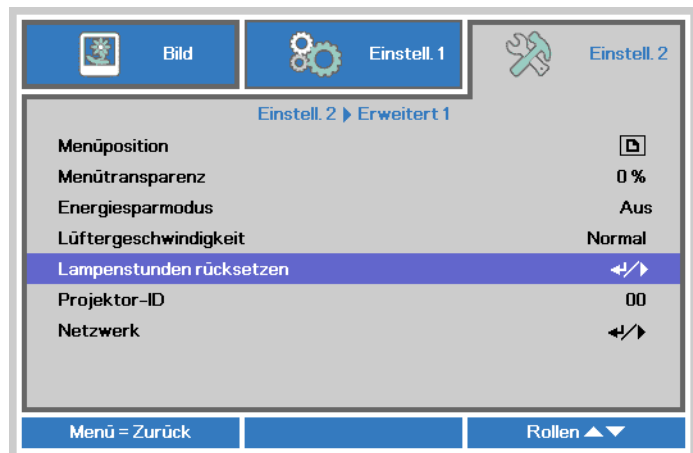 Bild Einstell. 1 Einstell. 2
Einstell. 2 ▶ Erweitert 1
Menüposition
Menütransparenz 0 %
Energiesparmodus Aus
Lüftergeschwindigkeit Normal
Lampenstunden rücksetzen ↵/▶
Projektor-ID 00
Netzwerk ↵/▶
Menü = Zurück Rollen ▲▼